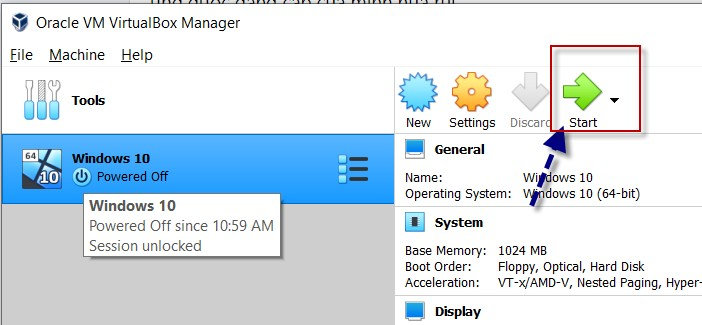 Oracle VM VirtualBox Manager
File Machine Help
Tools
New Settings Discard Start
64
10
Windows 10
Powered Off
Windows 10
Powered Off since 10:59 AM
Session unlocked
General
Name: Windows 10
Operating System: Windows 10 (64-bit)
System
Base Memory: 1024 MB
Boot Order: Floppy, Optical, Hard Disk
Acceleration: VT-x/AMD-V, Nested Paging, Hyper-
Display